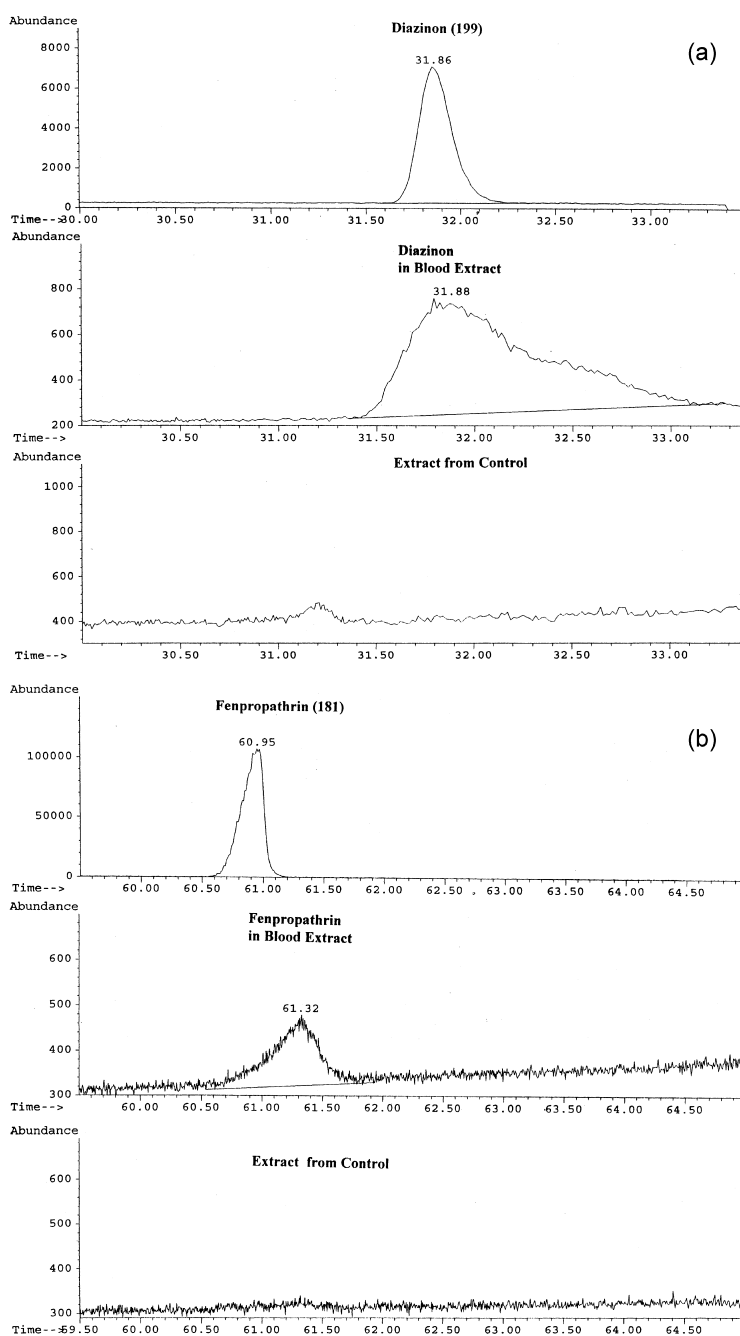 Abundance
Diazinon (199)
(a)
31.86
8000
6000
4000
2000
0
Time-->30.00 30.50 31.00 31.50 32.00 32.50 33.00
Abundance
Diazinon
in Blood Extract
31.88
800
600
400
200
Time--> 30.50 31.00 31.50 32.00 32.50 33.00
Abundance
Extract from Control
1000
800
600
400
Time--> 30.50 31.00 31.50 32.00 32.50 33.00
Abundance
Fenpropathrin (181)
(b)
60.95
100000
50000
0
Time--> 60.00 60.50 61.00 61.50 62.00 62.50 63.00 63.50 64.00 64.50
Abundance
Fenpropathrin
in Blood Extract
61.32
600
500
400
300
Time--> 60.00 60.50 61.00 61.50 62.00 62.50 63.00 63.50 64.00 64.50
Abundance
Extract from Control
600
500
400
300
Time-->59.50 60.00 60.50 61.00 61.50 62.00 62.50 63.00 63.50 64.00 64.50